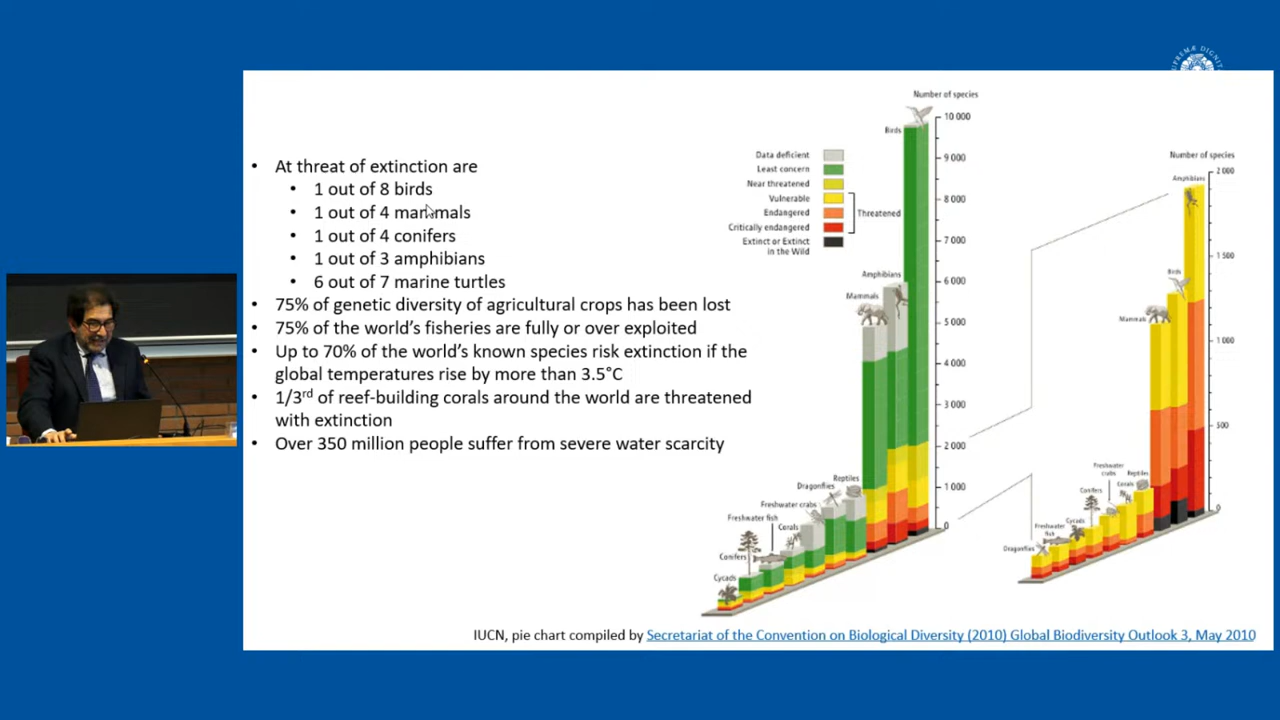 SUPREMÆ DIGNIT
• At threat of extinction are
• 1 out of 8 birds
• 1 out of 4 mammals
• 1 out of 4 conifers
• 1 out of 3 amphibians
• 6 out of 7 marine turtles
• 75% of genetic diversity of agricultural crops has been lost
• 75% of the world’s fisheries are fully or over exploited
• Up to 70% of the world’s known species risk extinction if the
global temperatures rise by more than 3.5°C
• 1/3rd of reef-building corals around the world are threatened
with extinction
• Over 350 million people suffer from severe water scarcity
Data deficient
Least concern
Near threatened
Vulnerable
Endangered
Critically endangered
Threatened
Extinct or Extinct
in the Wild
Number of species
10 000
9 000
8 000
7 000
6 000
5 000
4 000
3 000
2 000
1 000
0
Birds
Amphibians
Mammals
Reptiles
Dragonflies
Freshwater crabs
Corals
Freshwater fish
Conifers
Cycads
Number of species
2 000
1 500
1 000
500
0
Amphibians
Birds
Mammals
Reptiles
Corals
Freshwater
crabs
Conifers
Cycads
Freshwater
fish
Dragonflies
IUCN, pie chart compiled by Secretariat of the Convention on Biological Diversity (2010) Global Biodiversity Outlook 3, May 2010